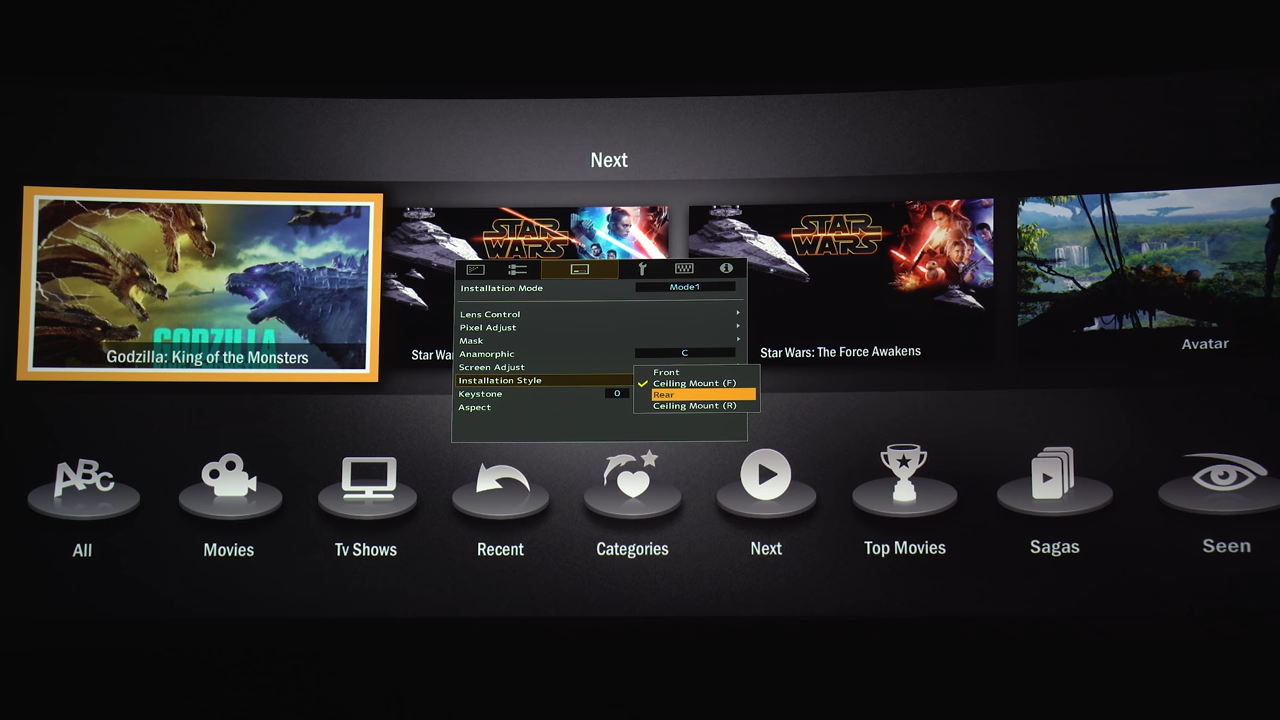 Next
STAR
WARS
STAR
WARS
Installation Mode
Mode1
Lens Control
Pixel Adjust
Mask
Anamorphic
C
Screen Adjust
Installation Style
Front
Ceiling Mount (F)
Rear
Ceiling Mount (R)
Keystone
0
Aspect
GODZILLA
Godzilla: King of the Monsters
Star Wa
Star Wars: The Force Awakens
Avatar
ABC
All
Movies
Tv Shows
Recent
Categories
Next
Top Movies
Sagas
Seen